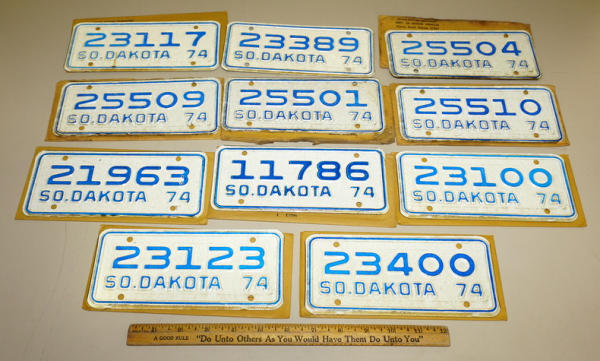 23117
SO.DAKOTA 74
23389
SO.DAKOTA 74
25504
SO.DAKOTA 74
25509
SO.DAKOTA 74
25501
SO.DAKOTA 74
25510
SO.DAKOTA 74
21963
SO.DAKOTA 74
11786
SO.DAKOTA 74
23100
SO.DAKOTA 74
23123
SO.DAKOTA 74
23400
SO.DAKOTA 74
A GOOD RULE "Do Unto Others As You Would Have Them Do Unto You"